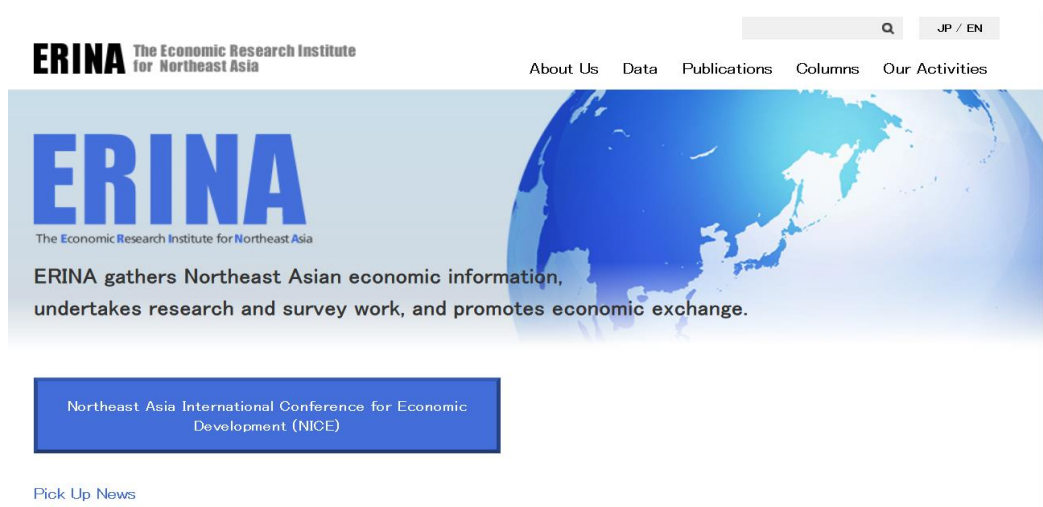 JP / EN
ERINA The Economic Research Institute
for Northeast Asia
About Us Data Publications Columns Our Activities
ERINA
The Economic Research Institute for Northeast Asia
ERINA gathers Northeast Asian economic information,
undertakes research and survey work, and promotes economic exchange.
Northeast Asia International Conference for Economic
Development (NICE)
Pick Up News